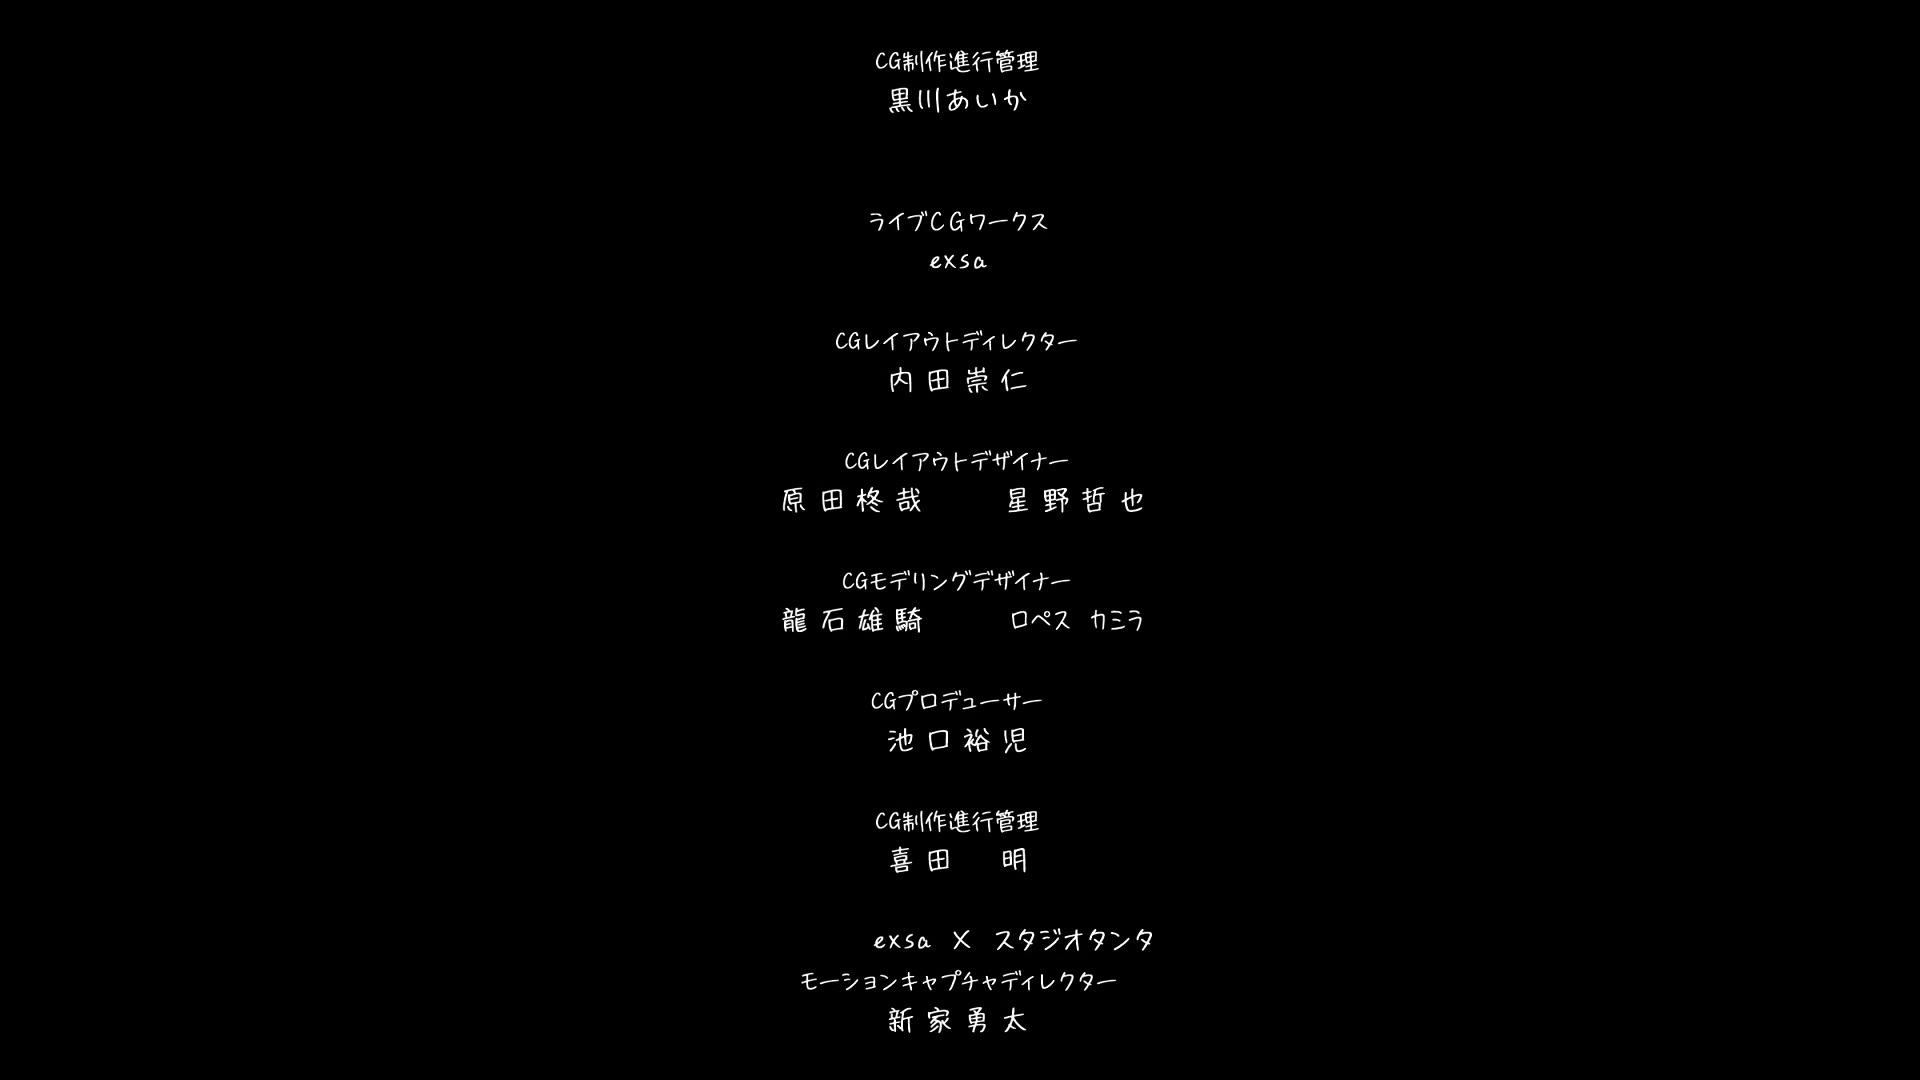 CG制作進行管理
黒川あいか
ライブCGワークス
exsa
CGレイアウトディレクター
内田崇仁
CGレイアウトデザイナー
原田柊哉 星野哲也
CGモデリングデザイナー
龍石雄騎 ロペス カミラ
CGプロデューサー
池口裕児
CG制作進行管理
喜田 明
exsa X スタジオタンタ
モーションキャプチャディレクター
新家勇太